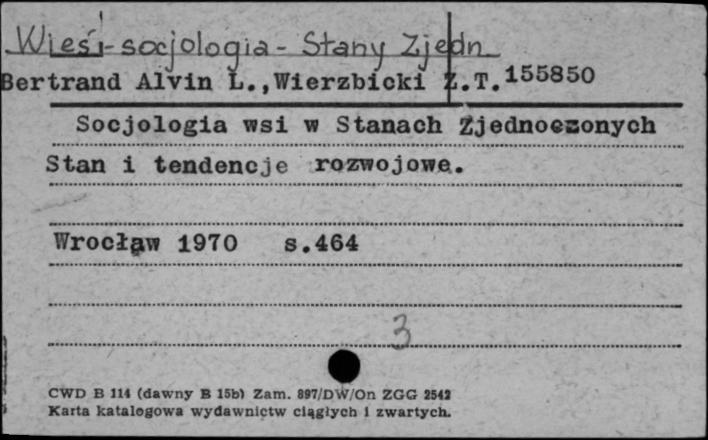 Wieś - socjologia - Stany Zjedn
Bertrand Alvin L.,Wierzbicki Z.T. 155850
Socjologia wsi w Stanach Zjednoczonych
Stan i tendencje rozwojowe.
Wrocław 1970 s.464
3
CWD B 114 (dawny B 15b) Zam. 897/DW/On ZGG 2542
Karta katalogowa wydawnictw ciągłych i zwartych.